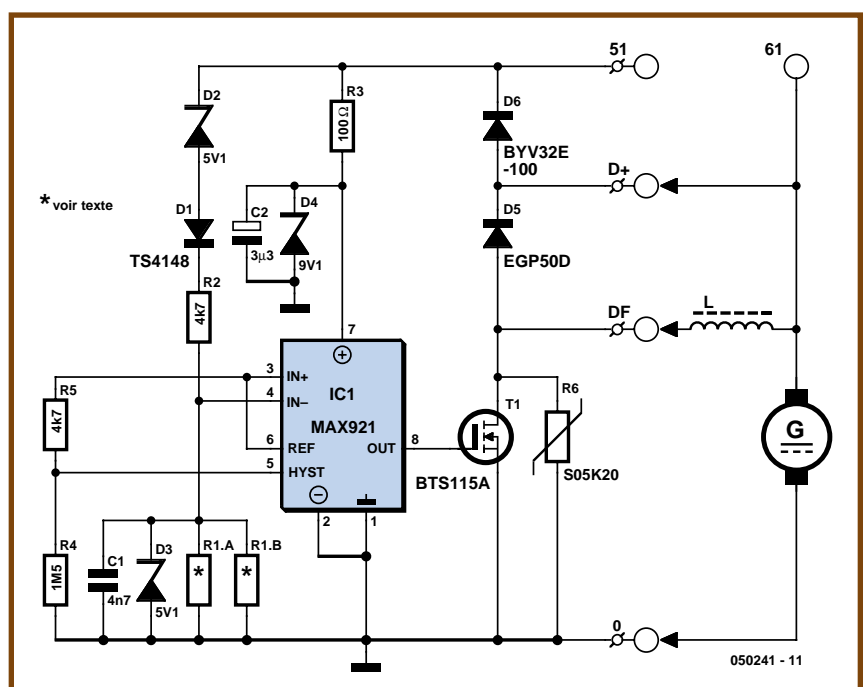 51
61
D2
5V1
R3
100Ω
D6
BYV32E
-100
* voir texte
D+
D1
TS4148
C2
3µ3
D4
9V1
D5
EGP50D
R2
4k7
DF
L
7
R5
4k7
3
IN+
4
IN–
IC1
MAX921
6
REF
OUT
8
5
HYST
T1
BTS115A
R6
S05K20
G
2
1
R4
1M5
C1
4n7
D3
5V1
R1.A
*
R1.B
*
0
050241 - 11